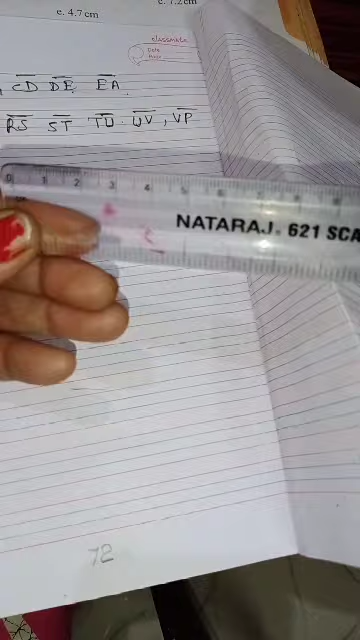 c. 4.7 cm
c. 7.2 cm
classmate
Date
Page
CD DE EA
RS ST TU UV, VP
0 1 2 3 4 5 6 7 8 9
NATARAJ 621 SCA
72